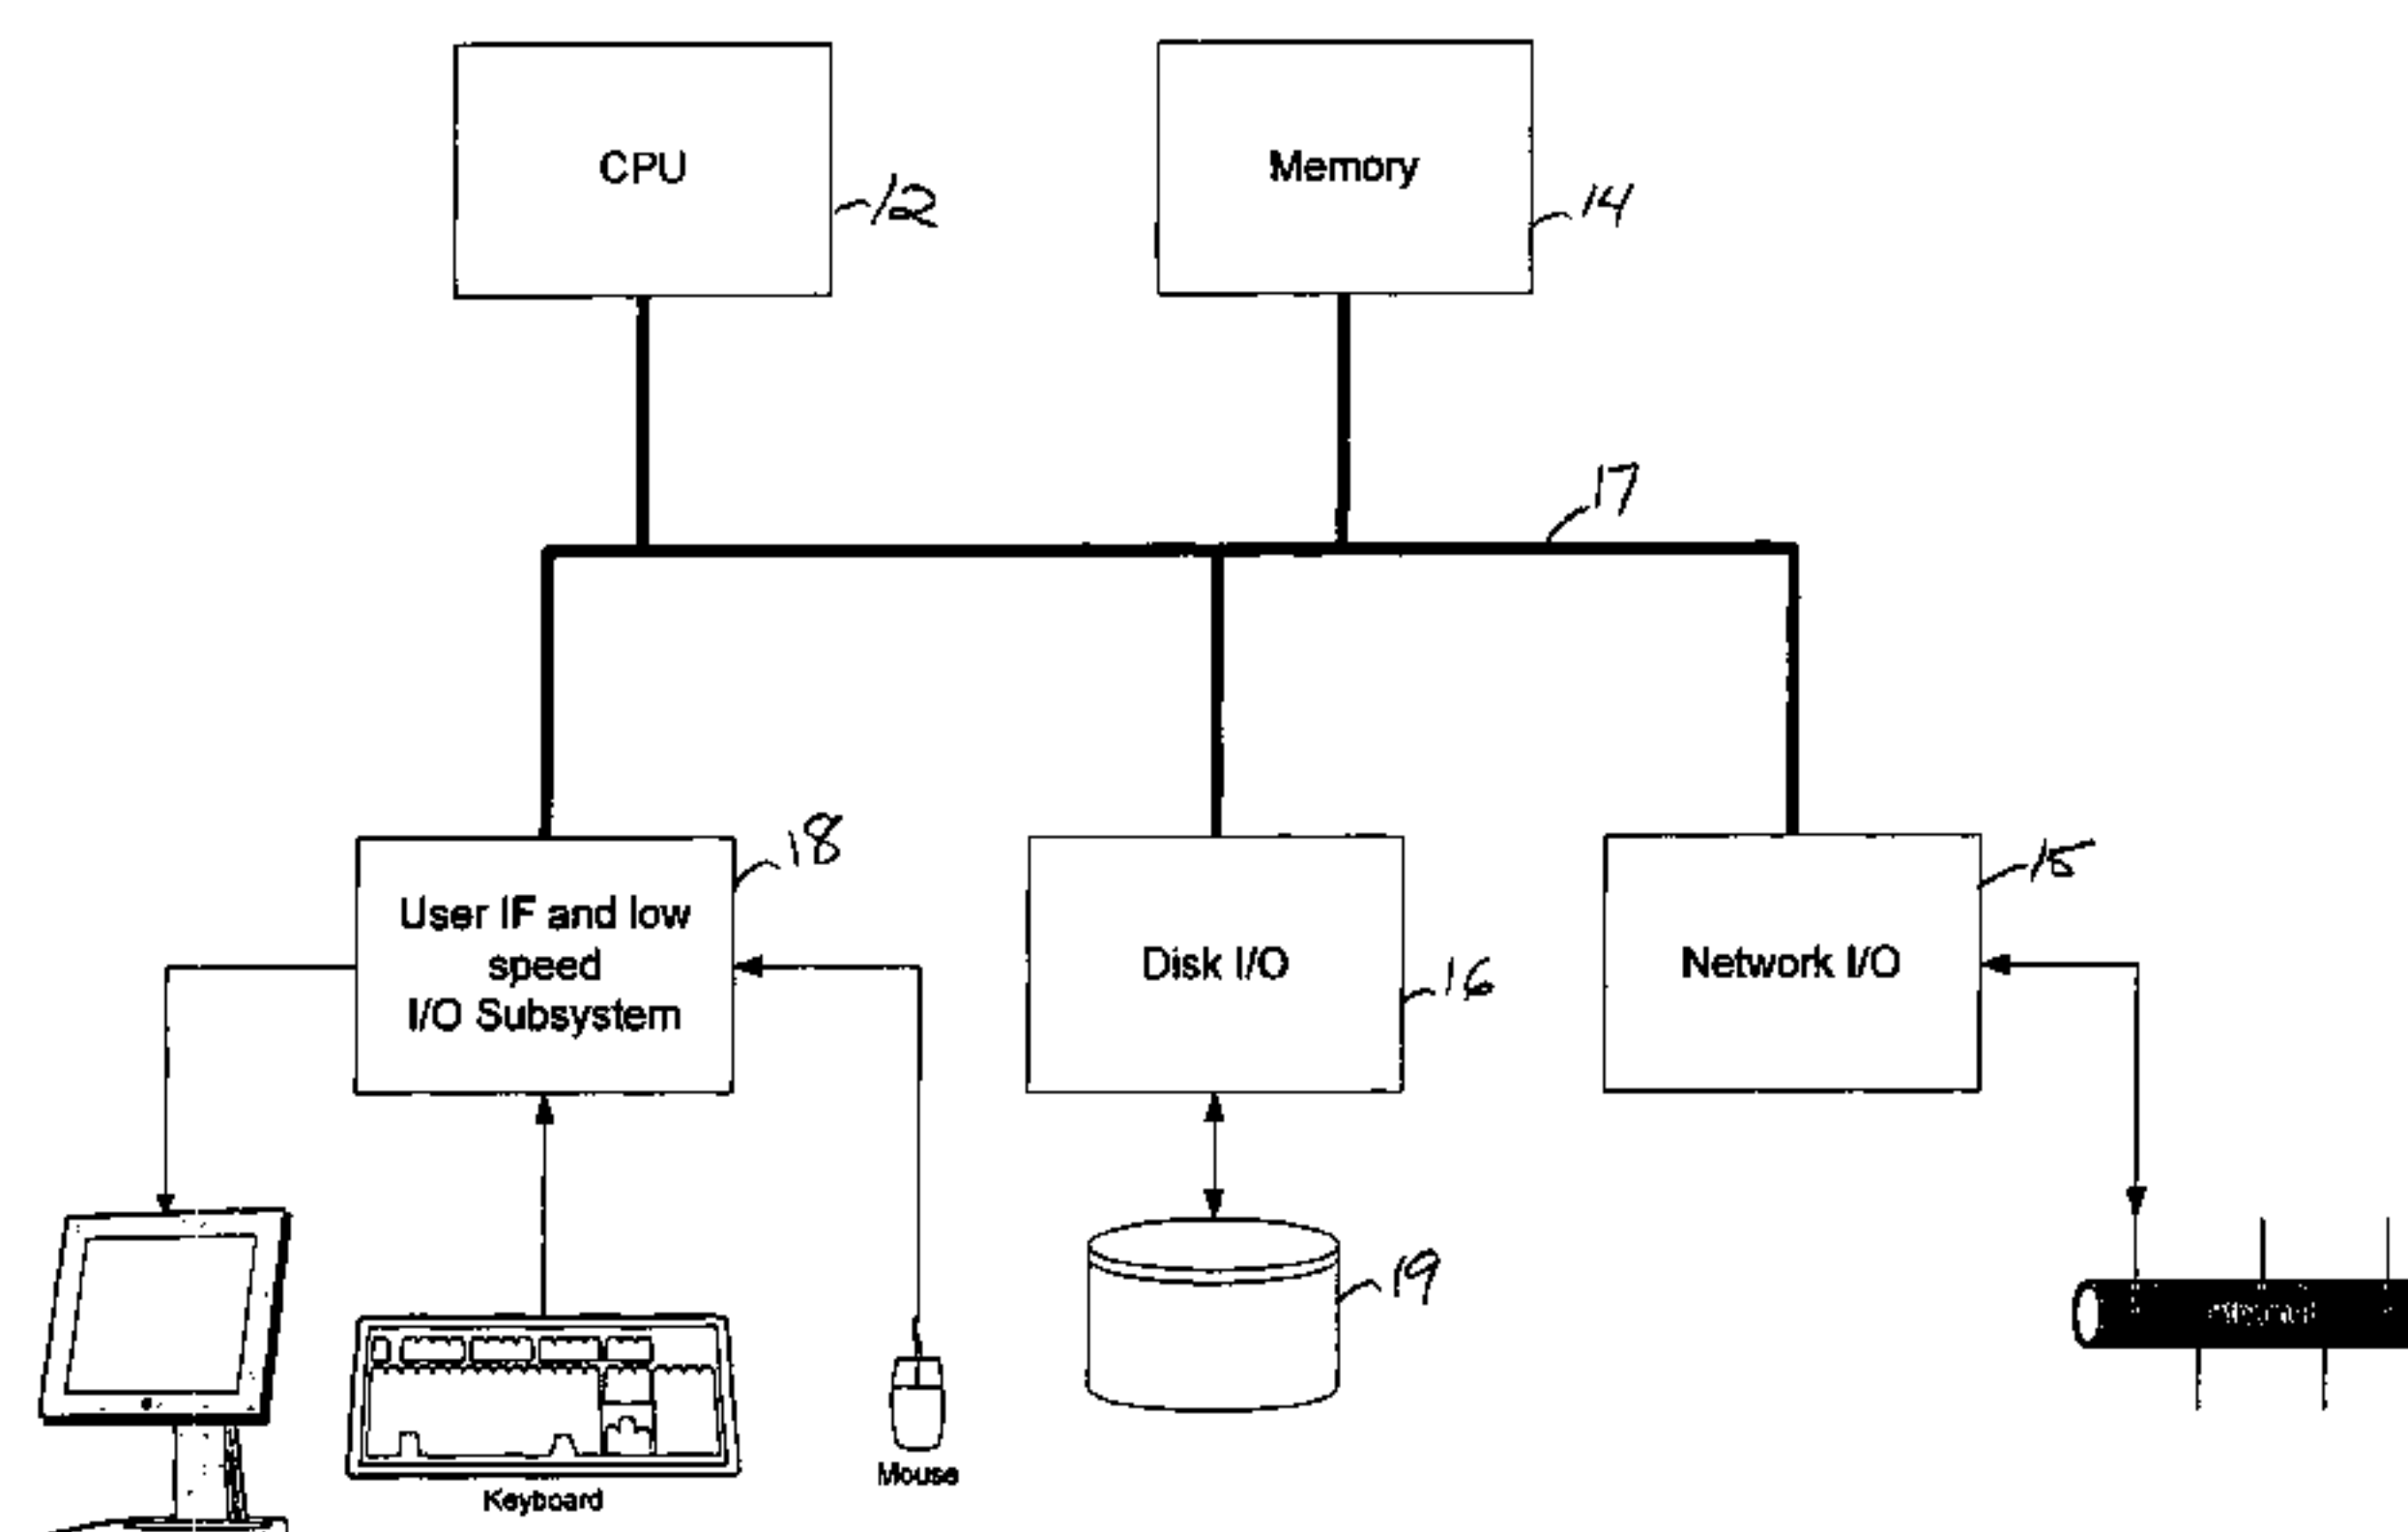 CPU
12
Memory
14
17
18
User IF and low
speed
I/O Subsystem
Disk I/O
16
Network I/O
15
19
Keyboard
Mouse